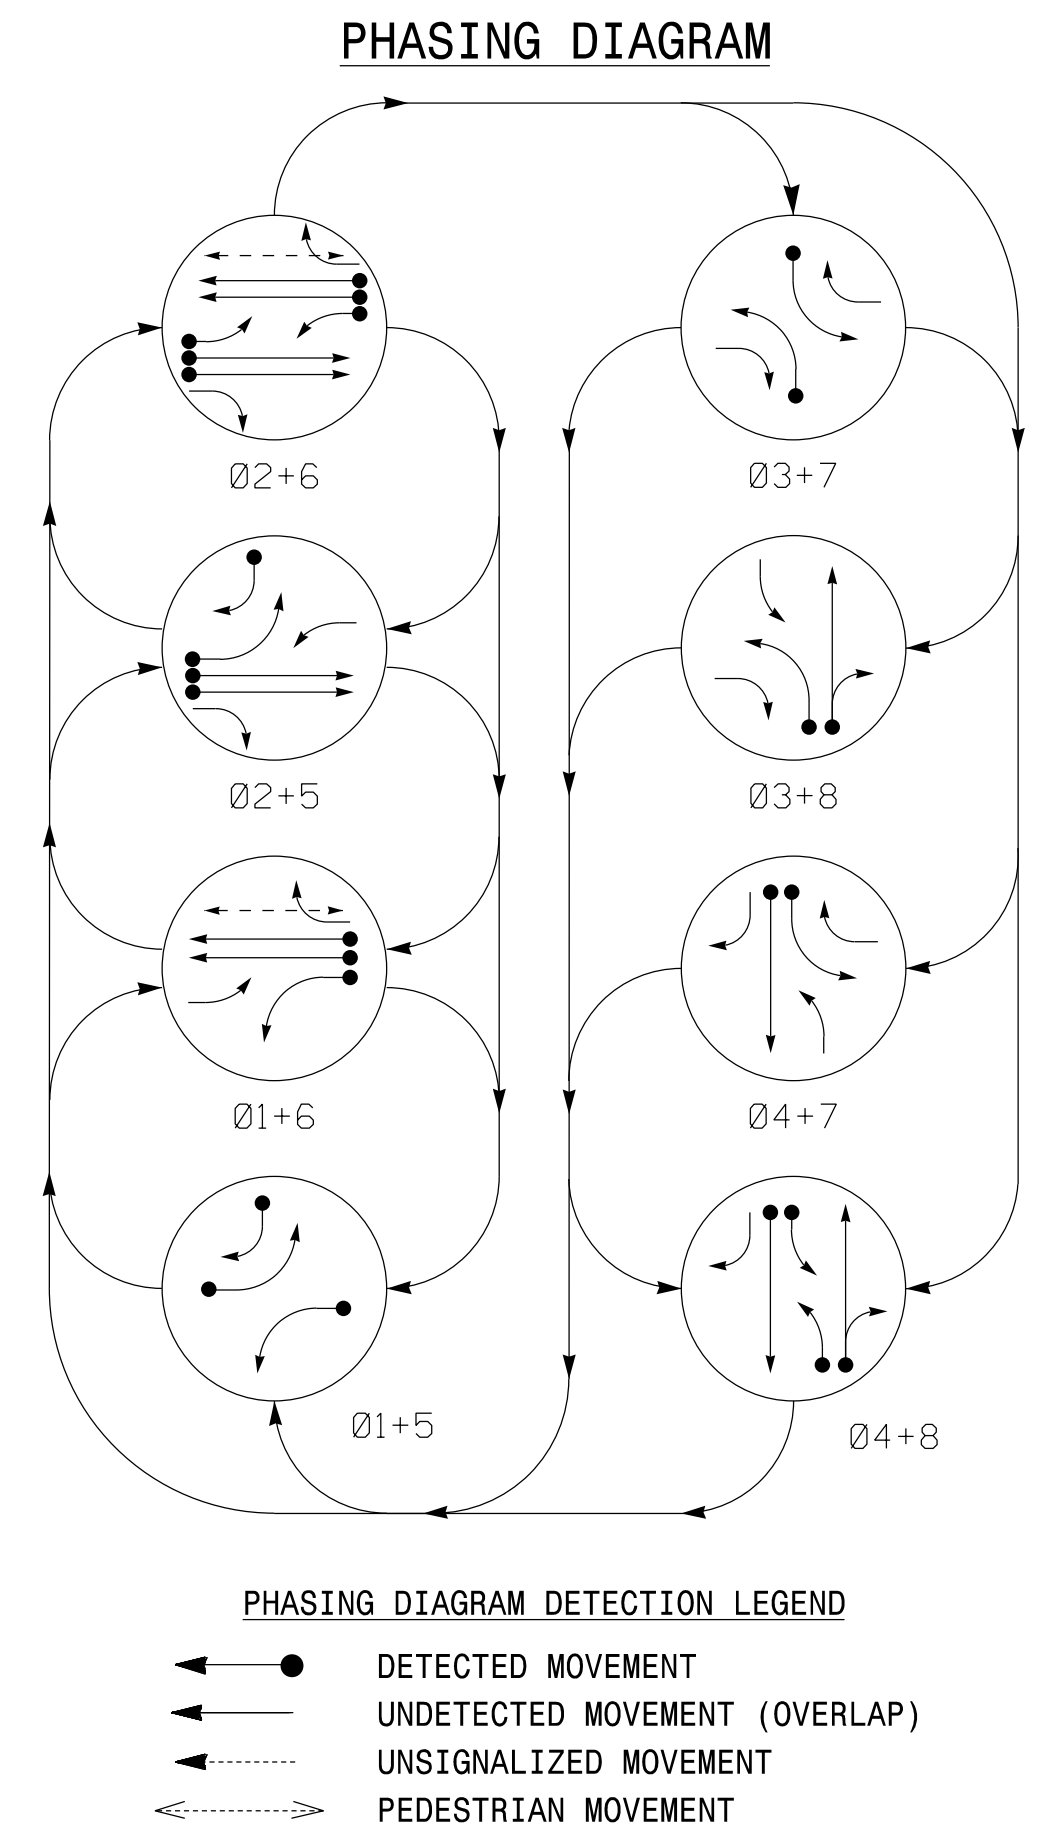 PHASING DIAGRAM
Ø2+6
Ø3+7
Ø2+5
Ø3+8
Ø1+6
Ø4+7
Ø1+5
Ø4+8
PHASING DIAGRAM DETECTION LEGEND
DETECTED MOVEMENT
UNDETECTED MOVEMENT (OVERLAP)
UNSIGNALIZED MOVEMENT
PEDESTRIAN MOVEMENT